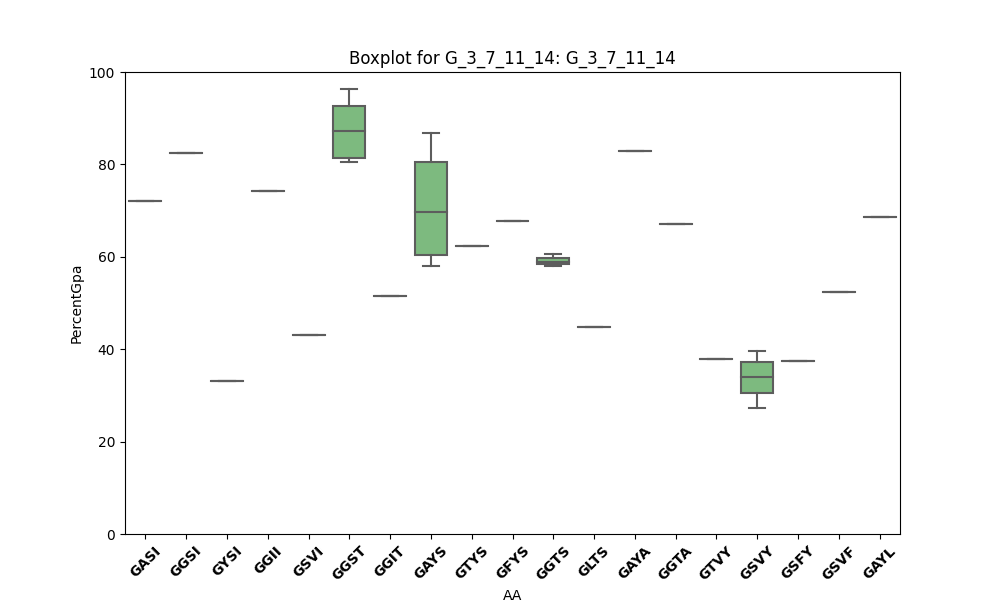 Boxplot for G_3_7_11_14: G_3_7_11_14
100
80
60
40
20
0
PercentGpa
GASI GGSI GYSI GGII GSVI GGST GGIT GAYS GTYS GFYS GGTS GLTS GAYA GGTA GTVY GSVY GSFY GSVF GAYL
AA